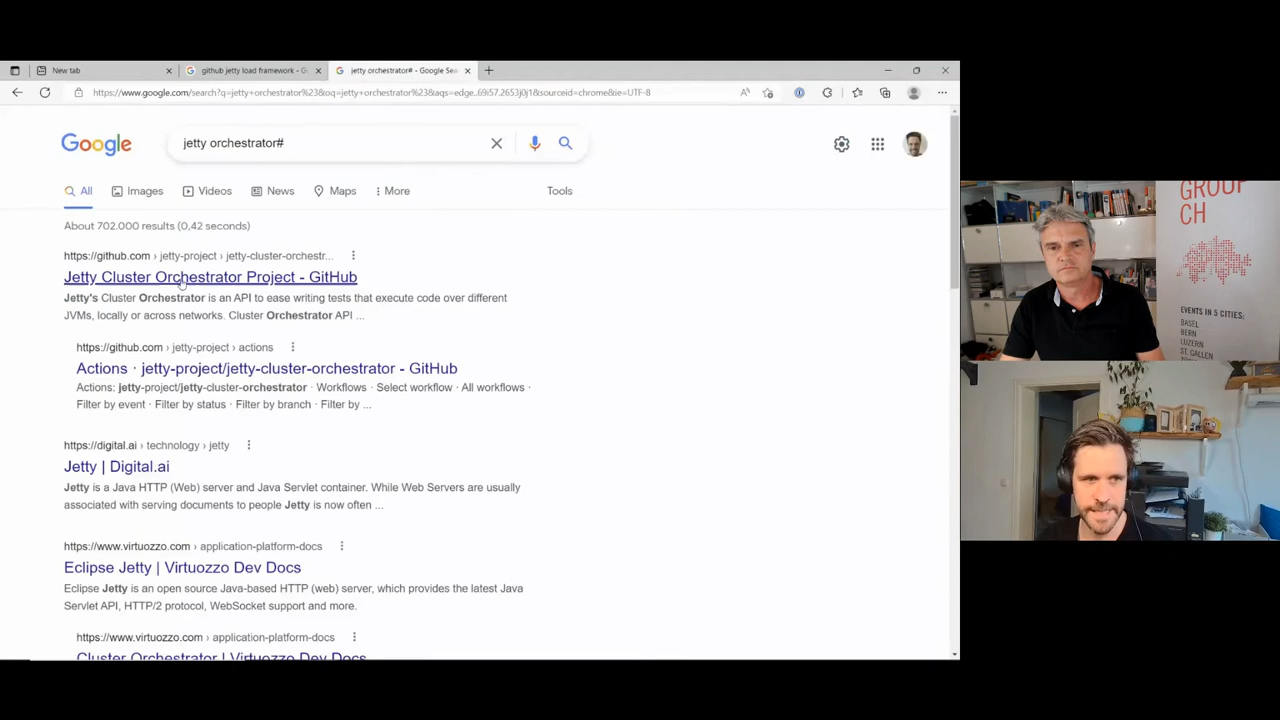 New tab
github jetty load framework - G
jetty orchestrator# - Google Sea
https://www.google.com/search?q=jetty+orchestrator%23&oq=jetty+orchestrator%23&aqs=edge..69i57.2653j0j1&sourceid=chrome&ie=UTF-8
Google
jetty orchestrator#
All
Images
Videos
News
Maps
More
Tools
About 702.000 results (0,42 seconds)
https://github.com › jetty-project › jetty-cluster-orchestr...
Jetty Cluster Orchestrator Project - GitHub
Jetty's Cluster Orchestrator is an API to ease writing tests that execute code over different
JVMs, locally or across networks. Cluster Orchestrator API ...
https://github.com › jetty-project › actions
Actions · jetty-project/jetty-cluster-orchestrator - GitHub
Actions: jetty-project/jetty-cluster-orchestrator · Workflows · Select workflow · All workflows ·
Filter by event · Filter by status · Filter by branch · Filter by ...
https://digital.ai › technology › jetty
Jetty | Digital.ai
Jetty is a Java HTTP (Web) server and Java Servlet container. While Web Servers are usually
associated with serving documents to people Jetty is now often ...
https://www.virtuozzo.com › application-platform-docs
Eclipse Jetty | Virtuozzo Dev Docs
Eclipse Jetty is an open source Java-based HTTP (web) server, which provides the latest Java
Servlet API, HTTP/2 protocol, WebSocket support and more.
https://www.virtuozzo.com › application-platform-docs
Cluster Orchestrator | Virtuozzo Dev Docs
GROUP
CH
EVENTS IN 5 CITIES:
BASEL
BERN
LUZERN
ST. GALLEN